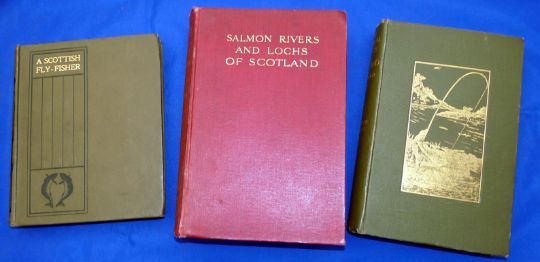 A SCOTTISH
FLY-FISHER
SALMON RIVERS
AND LOCHS
OF SCOTLAND